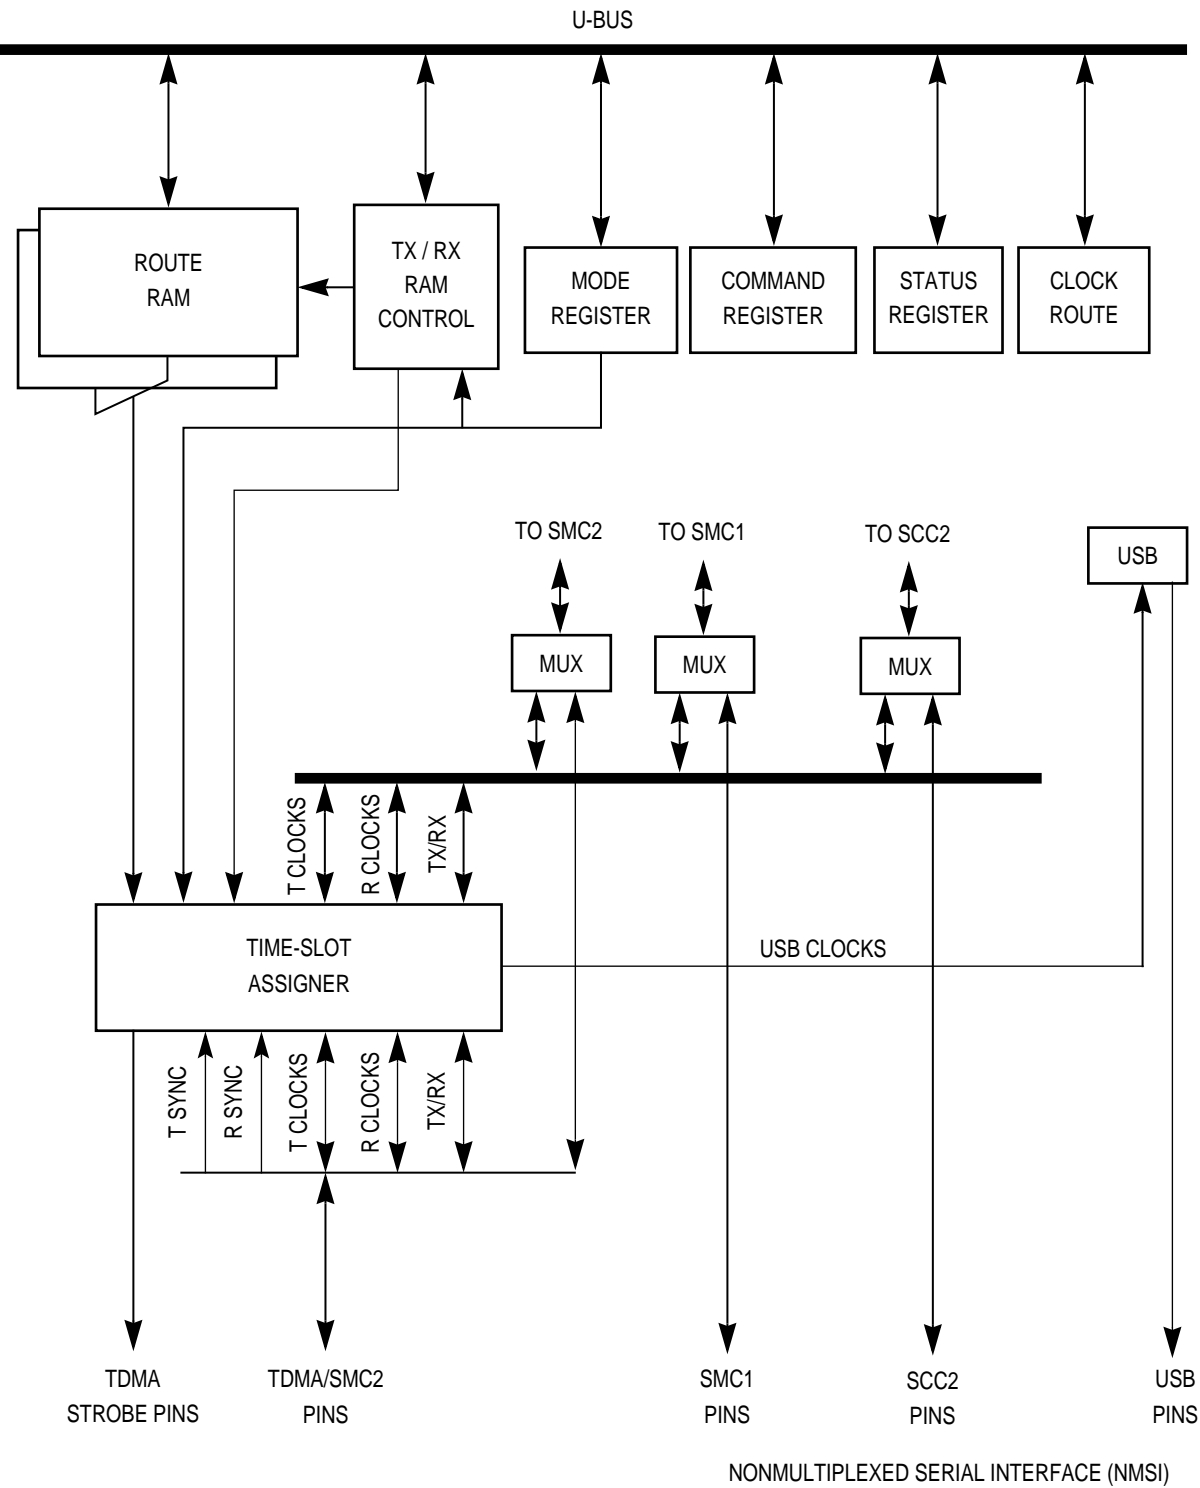 U-BUS
ROUTE
RAM
TX / RX
RAM
CONTROL
MODE
REGISTER
COMMAND
REGISTER
STATUS
REGISTER
CLOCK
ROUTE
TO SMC2
TO SMC1
TO SCC2
USB
MUX
MUX
MUX
T CLOCKS
R CLOCKS
TX/RX
TIME-SLOT
ASSIGNER
USB CLOCKS
T SYNC
R SYNC
T CLOCKS
R CLOCKS
TX/RX
TDMA
STROBE PINS
TDMA/SMC2
PINS
SMC1
PINS
SCC2
PINS
USB
PINS
NONMULTIPLEXED SERIAL INTERFACE (NMSI)